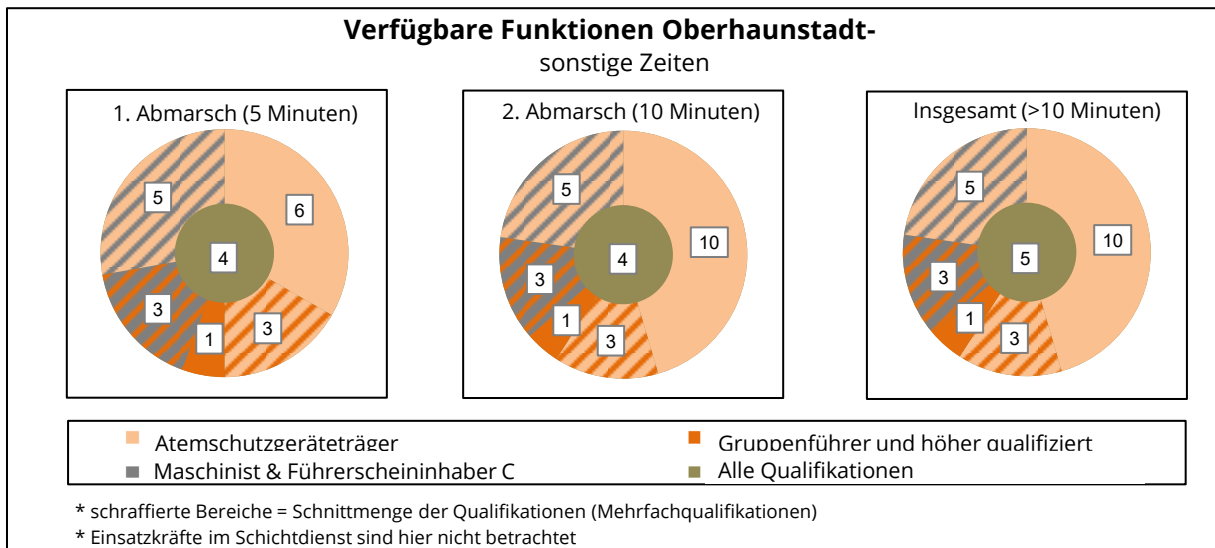 Verfügbare Funktionen Oberhaunstadt-
sonstige Zeiten
1. Abmarsch (5 Minuten)
5
6
4
3
1
3
2. Abmarsch (10 Minuten)
5
10
4
3
1
3
Insgesamt (>10 Minuten)
5
10
5
3
1
3
Atemschutzgeräteträger
Gruppenführer und höher qualifiziert
Maschinist & Führerscheininhaber C
Alle Qualifikationen
* schraffierte Bereiche = Schnittmenge der Qualifikationen (Mehrfachqualifikationen)
* Einsatzkräfte im Schichtdienst sind hier nicht betrachtet